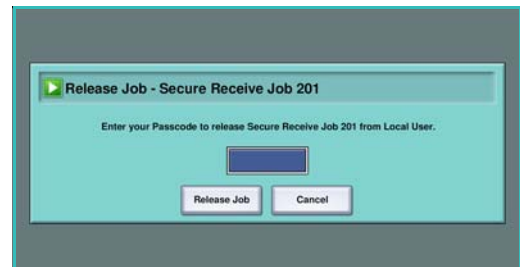 Release Job - Secure Receive Job 201
Enter your Passcode to release Secure Receive Job 201 from Local User.
Release Job
Cancel